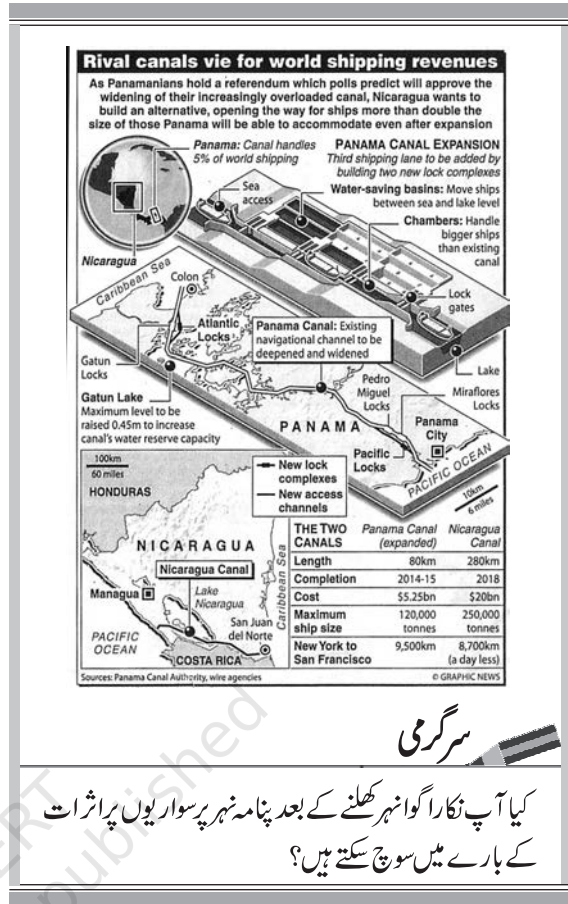 Rival canals vie for world shipping revenues
As Panamanians hold a referendum which polls predict will approve the
widening of their increasingly overloaded canal, Nicaragua wants to
build an alternative, opening the way for ships more than double the
size of those Panama will be able to accommodate even after expansion
Panama: Canal handles
5% of world shipping
PANAMA CANAL EXPANSION
Third shipping lane to be added by
building two new lock complexes
Sea
access
Water-saving basins: Move ships
between sea and lake level
Chambers: Handle
bigger ships
than existing
canal
Nicaragua
Lock
gates
Lake
Caribbean Sea
Colon
Atlantic
Locks
Panama Canal: Existing
navigational channel to be
deepened and widened
Gatun
Locks
Gatun Lake
Maximum level to be
raised 0.45m to increase
canal's water reserve capacity
Pedro
Miguel
Locks
Miraflores
Locks
PANAMA
Panama
City
Pacific
Locks
PACIFIC OCEAN
10km
6 miles
100km
60 miles
New lock
complexes
New access
channels
HONDURAS
NICARAGUA
Nicaragua Canal
Managua
Lake
Nicaragua
Caribbean Sea
San Juan
del Norte
PACIFIC
OCEAN
COSTA RICA
THE TWO CANALS Panama Canal (expanded) Nicaragua Canal
Length 80km 280km
Completion 2014-15 2018
Cost $5.25bn $20bn
Maximum ship size 120,000 tonnes 250,000 tonnes
New York to San Francisco 9,500km 8,700km (a day less)
Sources: Panama Canal Authority, wire agencies
© GRAPHIC NEWS
سرگرمی
کیا آپ نکاراگوا نہر کھلنے کے بعد پنامہ نہر پر سواریوں پر اثرات
کے بارے میں سوچ سکتے ہیں؟
published